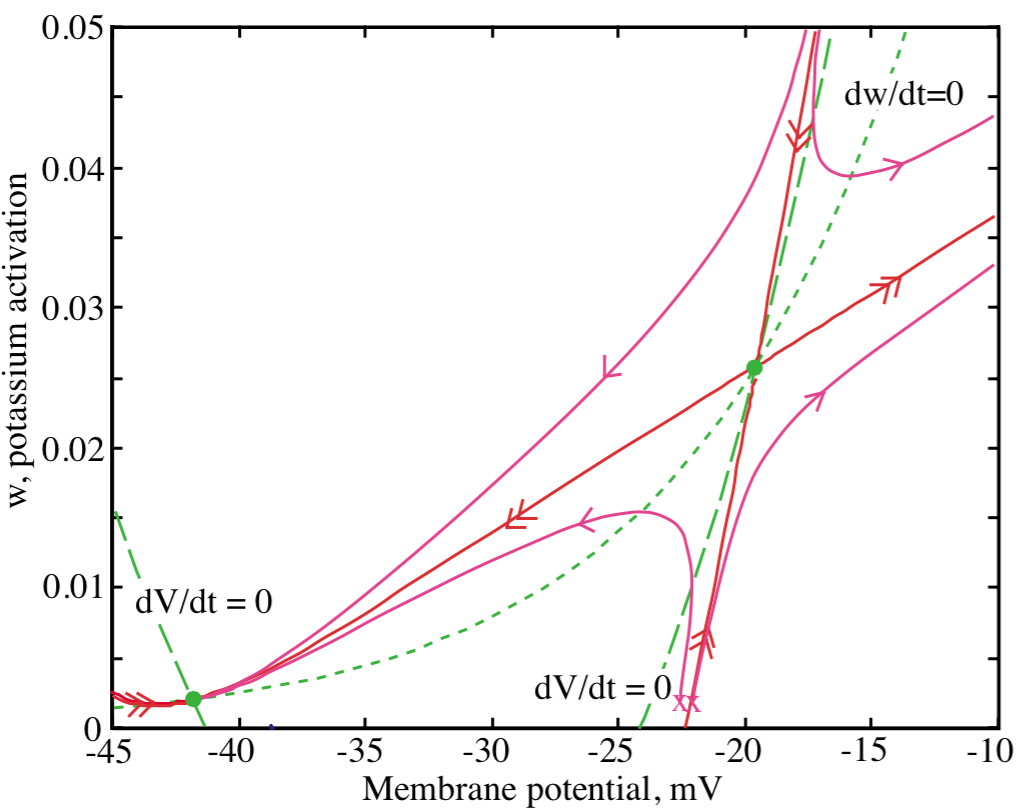 0.05
0.04
0.03
0.02
0.01
0
w, potassium activation
dw/dt=0
dV/dt = 0
dV/dt = 0
xx
-45
-40
-35
-30
-25
-20
-15
-10
Membrane potential, mV